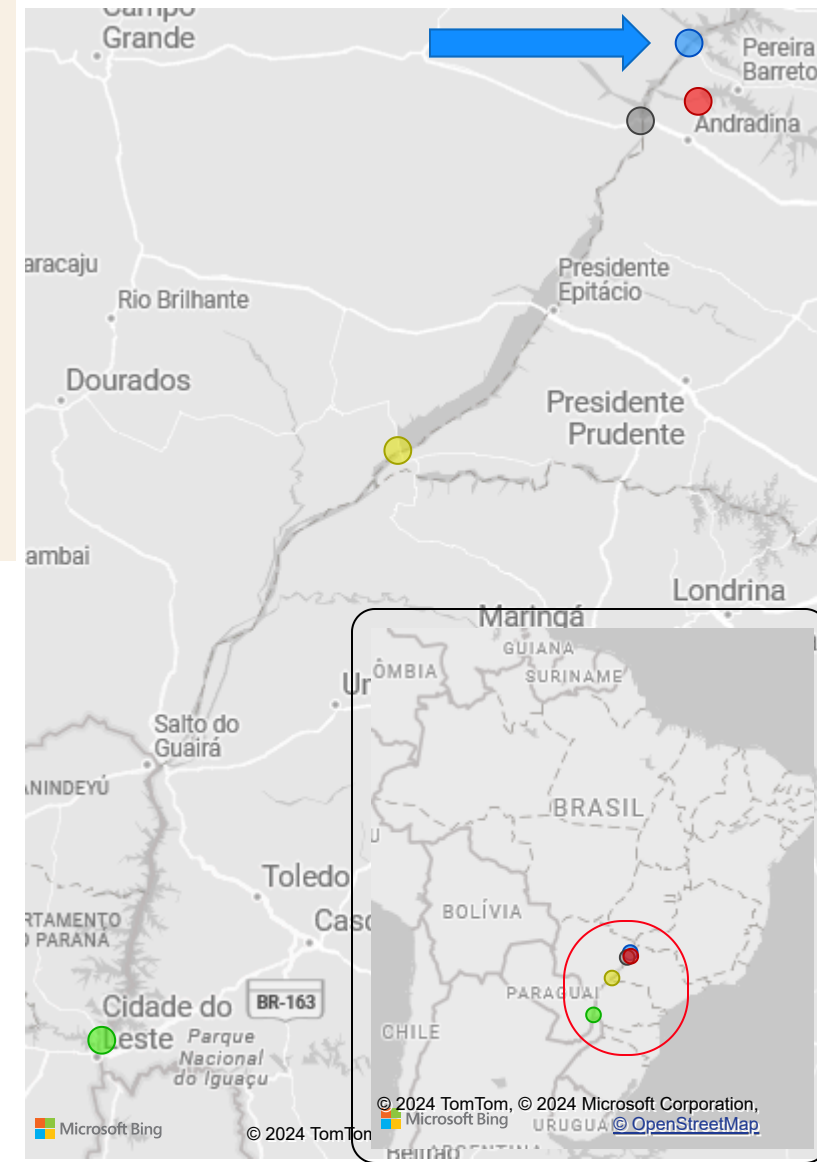 Campo
Grande
Pereira
Barreto
Andradina
aracaju
Presidente
Epitácio
Rio Brilhante
Dourados
Presidente
Prudente
ambai
Londrina
Maringá
Salto do
Guairá
ANINDEYÚ
Toledo
RTAMENTO
O PARANÁ
Casc
Cidade do
Leste
BR-163
Parque
Nacional
do Iguaçu
Microsoft Bing
© 2024 TomTom
GUIANA
ÔMBIA
SURINAME
BRASIL
BOLÍVIA
PARAGUAI
CHILE
© 2024 TomTom, © 2024 Microsoft Corporation,
Microsoft Bing
URUGUAI
© OpenStreetMap